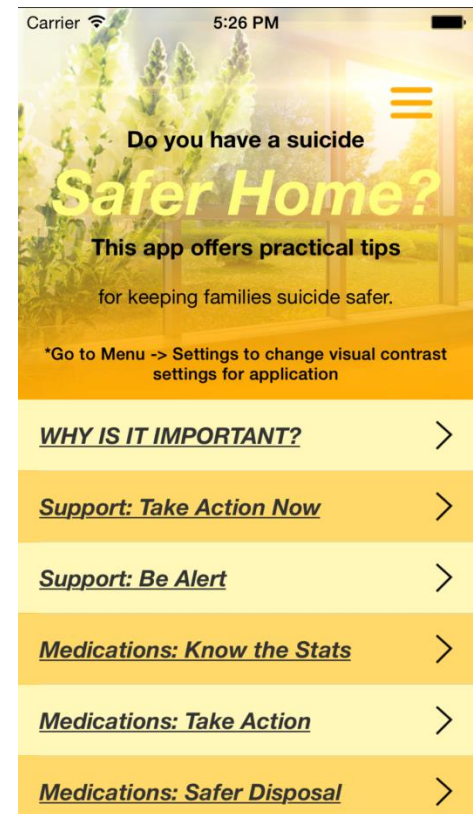 Carrier 5:26 PM
Do you have a suicide
Safer Home?
This app offers practical tips
for keeping families suicide safer.
*Go to Menu -> Settings to change visual contrast
settings for application
WHY IS IT IMPORTANT?
Support: Take Action Now
Support: Be Alert
Medications: Know the Stats
Medications: Take Action
Medications: Safer Disposal